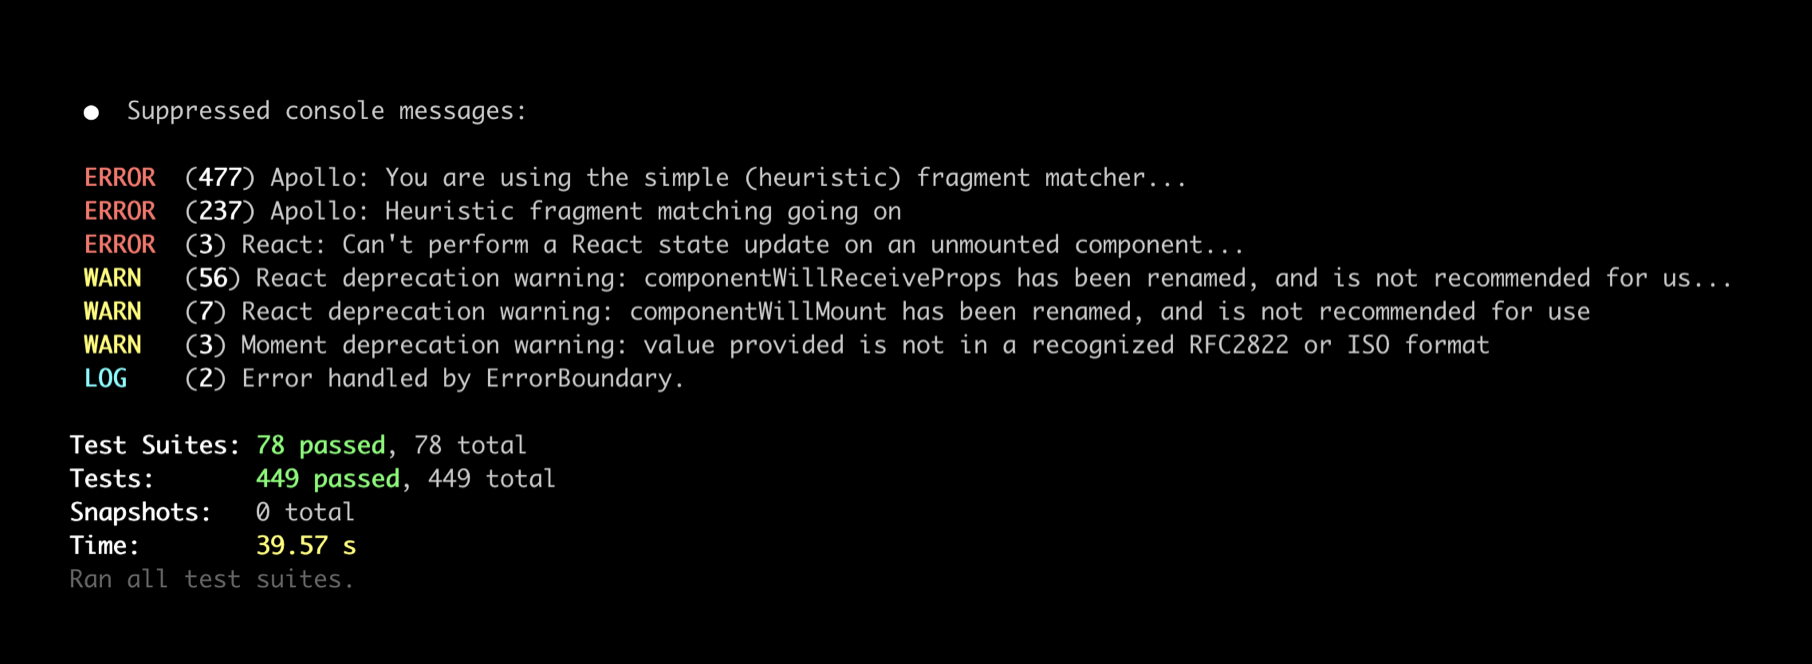 ● Suppressed console messages:
ERROR (477) Apollo: You are using the simple (heuristic) fragment matcher...
ERROR (237) Apollo: Heuristic fragment matching going on
ERROR (3) React: Can't perform a React state update on an unmounted component...
WARN (56) React deprecation warning: componentWillReceiveProps has been renamed, and is not recommended for us...
WARN (7) React deprecation warning: componentWillMount has been renamed, and is not recommended for use
WARN (3) Moment deprecation warning: value provided is not in a recognized RFC2822 or ISO format
LOG (2) Error handled by ErrorBoundary.
Test Suites: 78 passed, 78 total
Tests: 449 passed, 449 total
Snapshots: 0 total
Time: 39.57 s
Ran all test suites.